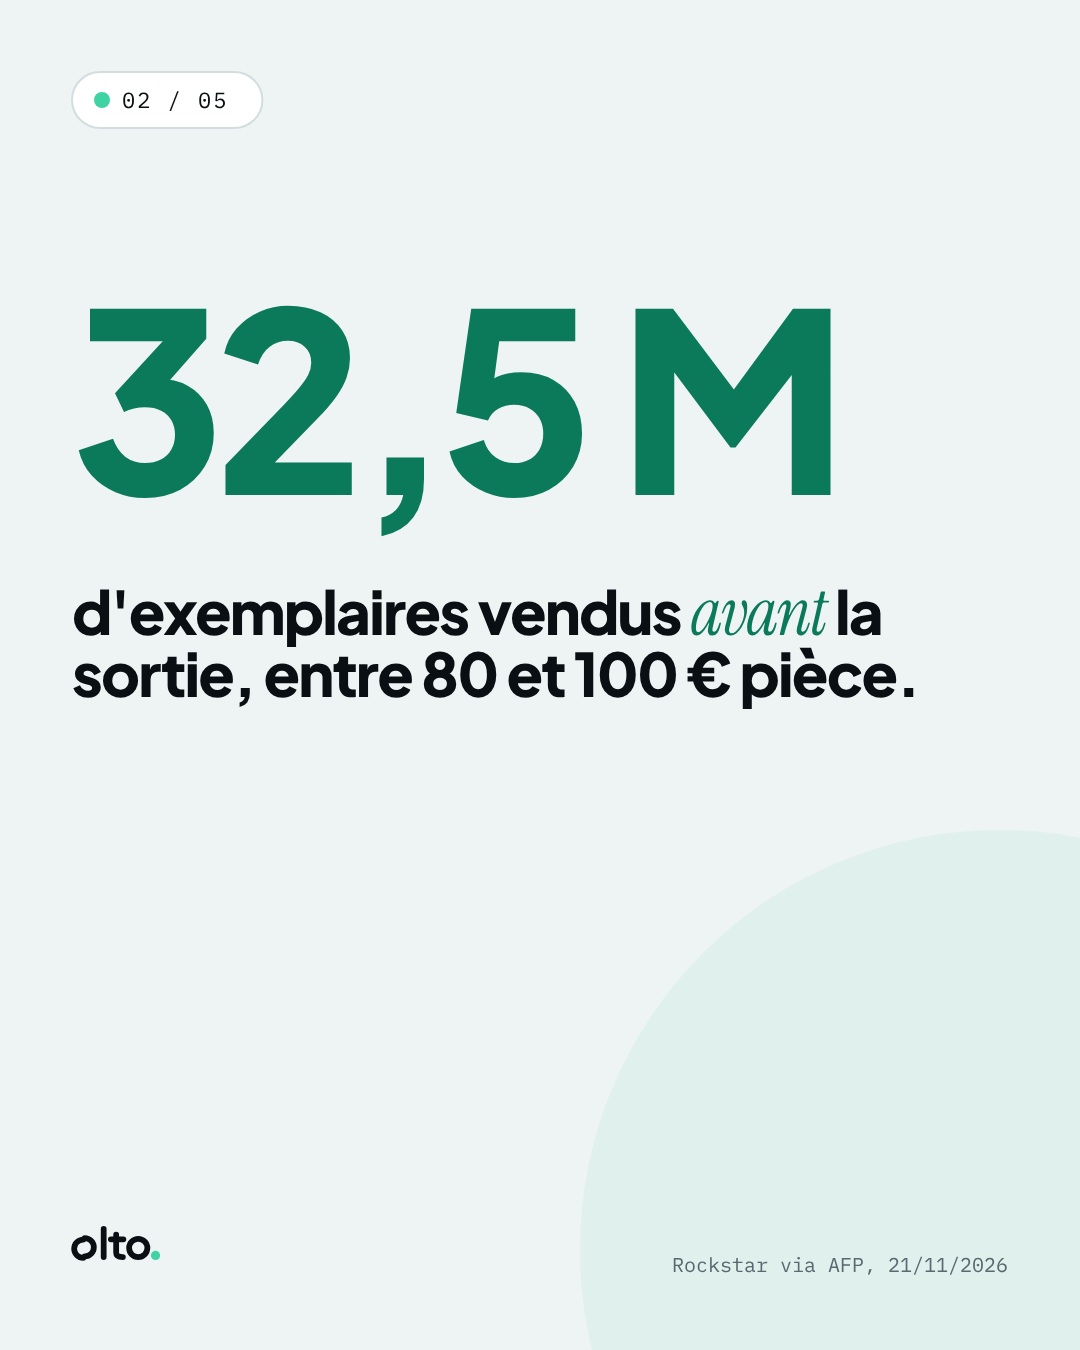 02 / 05
32,5 M
d'exemplaires vendus avant la
sortie, entre 80 et 100 € pièce.
olto.
Rockstar via AFP, 21/11/2026